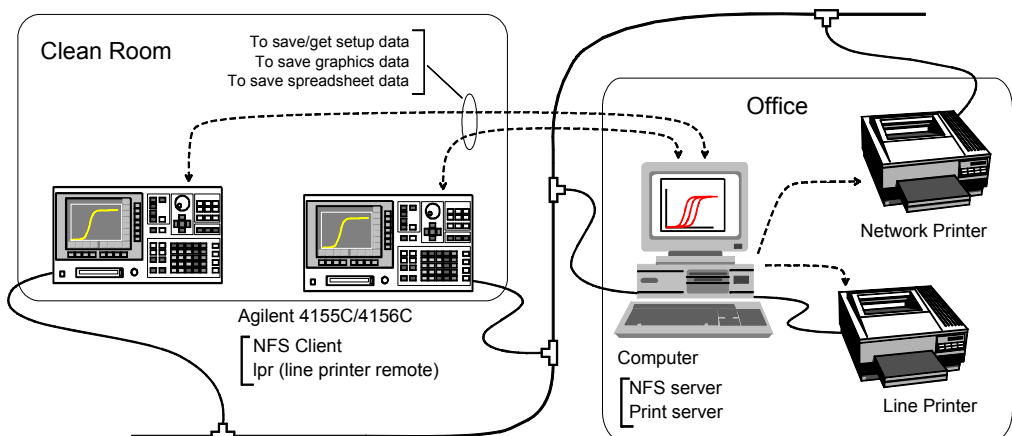 Clean Room
To save/get setup data
To save graphics data
To save spreadsheet data
Office
Network Printer
Agilent 4155C/4156C
NFS Client
lpr (line printer remote)
Computer
NFS server
Print server
Line Printer